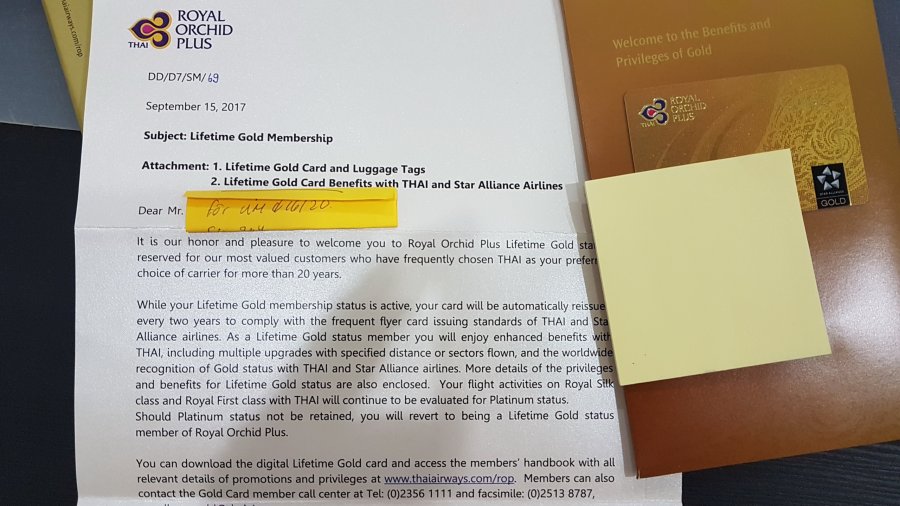 haiairways.com/rop
THAI
ROYAL
ORCHID
PLUS
DD/D7/SM/69
September 15, 2017
Subject: Lifetime Gold Membership
Attachment: 1. Lifetime Gold Card and Luggage Tags
2. Lifetime Gold Card Benefits with THAI and Star Alliance Airlines
Dear Mr.
for
It is our honor and pleasure to welcome you to Royal Orchid Plus Lifetime Gold sta
reserved for our most valued customers who have frequently chosen THAI as your prefer
choice of carrier for more than 20 years.
While your Lifetime Gold membership status is active, your card will be automatically reissue
every two years to comply with the frequent flyer card issuing standards of THAI and Sta
Alliance airlines. As a Lifetime Gold status member you will enjoy enhanced benefits with
THAI, including multiple upgrades with specified distance or sectors flown, and the worldwide
recognition of Gold status with THAI and Star Alliance airlines. More details of the privileges
and benefits for Lifetime Gold status are also enclosed. Your flight activities on Royal Silk
class and Royal First class with THAI will continue to be evaluated for Platinum status.
Should Platinum status not be retained, you will revert to being a Lifetime Gold status
member of Royal Orchid Plus.
You can download the digital Lifetime Gold card and access the members' handbook with all
relevant details of promotions and privileges at www.thaiairways.com/rop. Members can also
contact the Gold Card member call center at Tel: (0)2356 1111 and facsimile: (0)2513 8787,
Welcome to the Benefits and
Privileges of Gold
THAI
ROYAL
ORCHID
PLUS
STAR ALLIANCE
GOLD